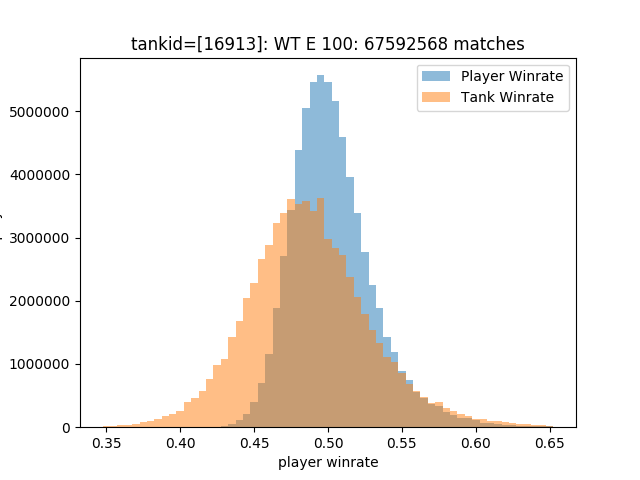 tankid=[16913]: WT E 100: 67592568 matches
Player Winrate
Tank Winrate
5000000
4000000
3000000
2000000
1000000
0
0.35 0.40 0.45 0.50 0.55 0.60 0.65
player winrate